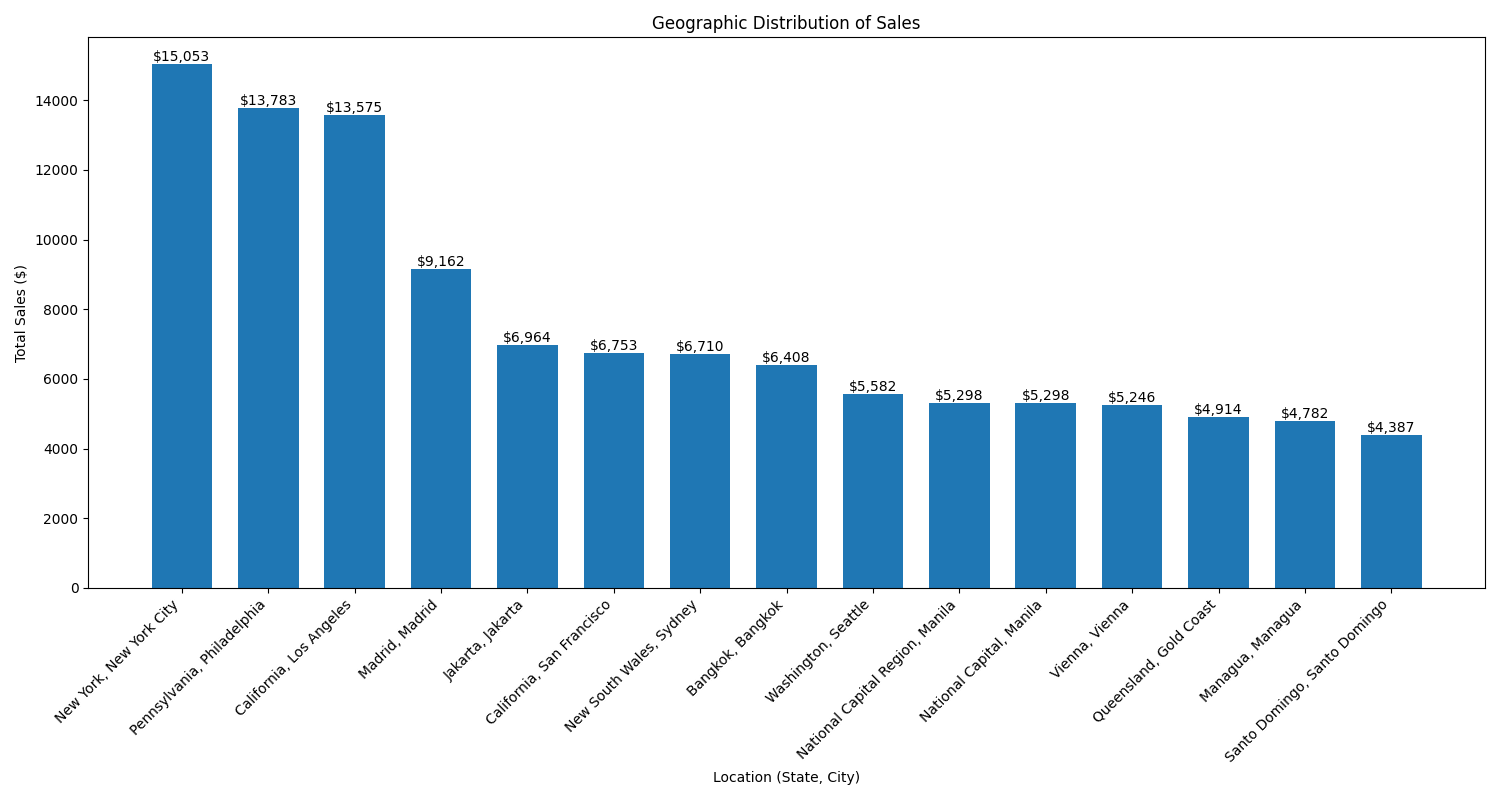 Geographic Distribution of Sales
Total Sales ($)
14000
12000
10000
8000
6000
4000
2000
0
$15,053
$13,783
$13,575
$9,162
$6,964
$6,753
$6,710
$6,408
$5,582
$5,298
$5,298
$5,246
$4,914
$4,782
$4,387
New York, New York City
Pennsylvania, Philadelphia
California, Los Angeles
Madrid, Madrid
Jakarta, Jakarta
California, San Francisco
New South Wales, Sydney
Bangkok, Bangkok
Washington, Seattle
National Capital Region, Manila
National Capital, Manila
Vienna, Vienna
Queensland, Gold Coast
Managua, Managua
Santo Domingo, Santo Domingo
Location (State, City)